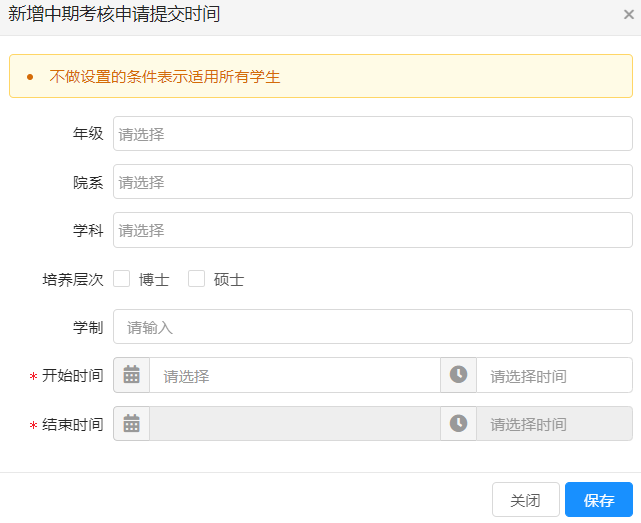 新增中期考核申请提交时间 ×
• 不做设置的条件表示适用所有学生
年级 请选择
院系 请选择
学科 请选择
培养层次 博士 硕士
学制 请输入
* 开始时间 请选择 请选择时间
* 结束时间 请选择时间
关闭 保存